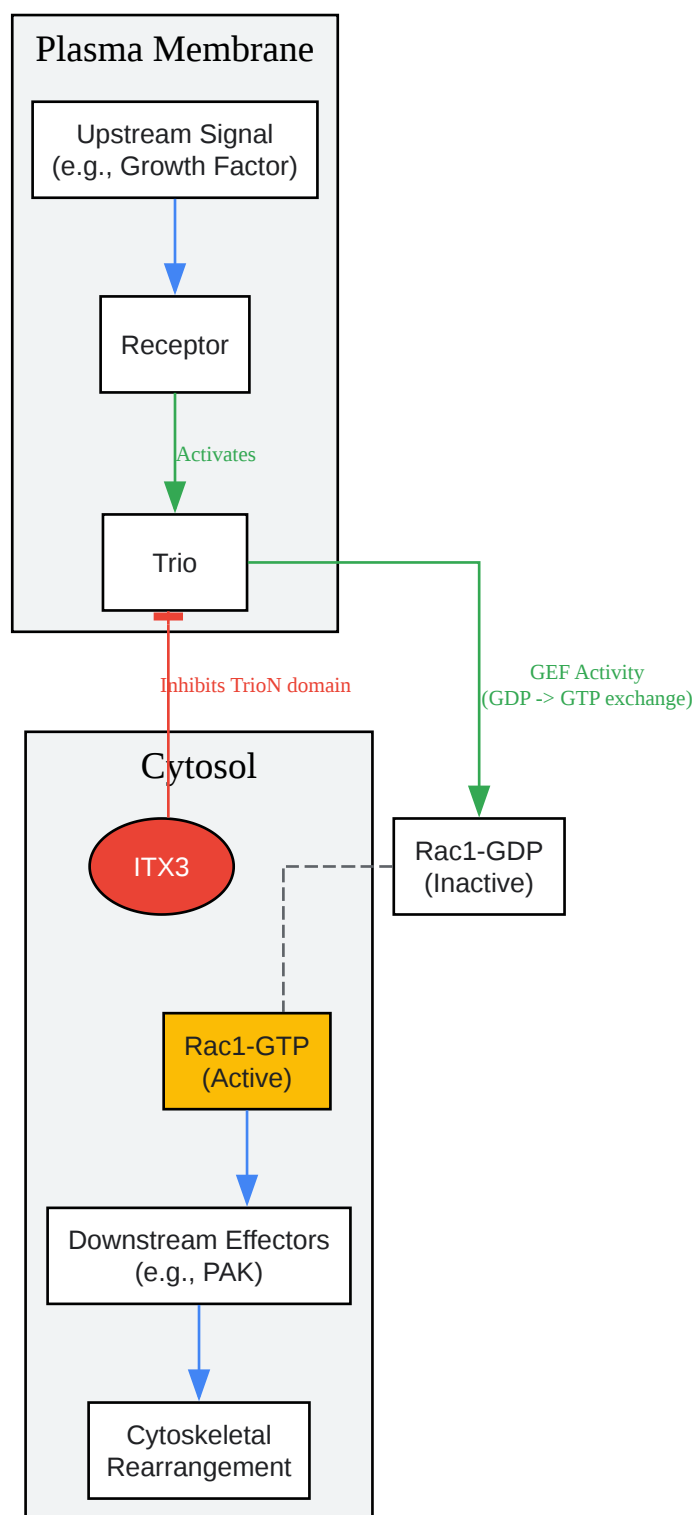 Plasma Membrane
Upstream Signal
(e.g., Growth Factor)
Receptor
Activates
Trio
Inhibits TrioN domain
GEF Activity
(GDP -> GTP exchange)
Cytosol
ITX3
Rac1-GDP
(Inactive)
Rac1-GTP
(Active)
Downstream Effectors
(e.g., PAK)
Cytoskeletal
Rearrangement